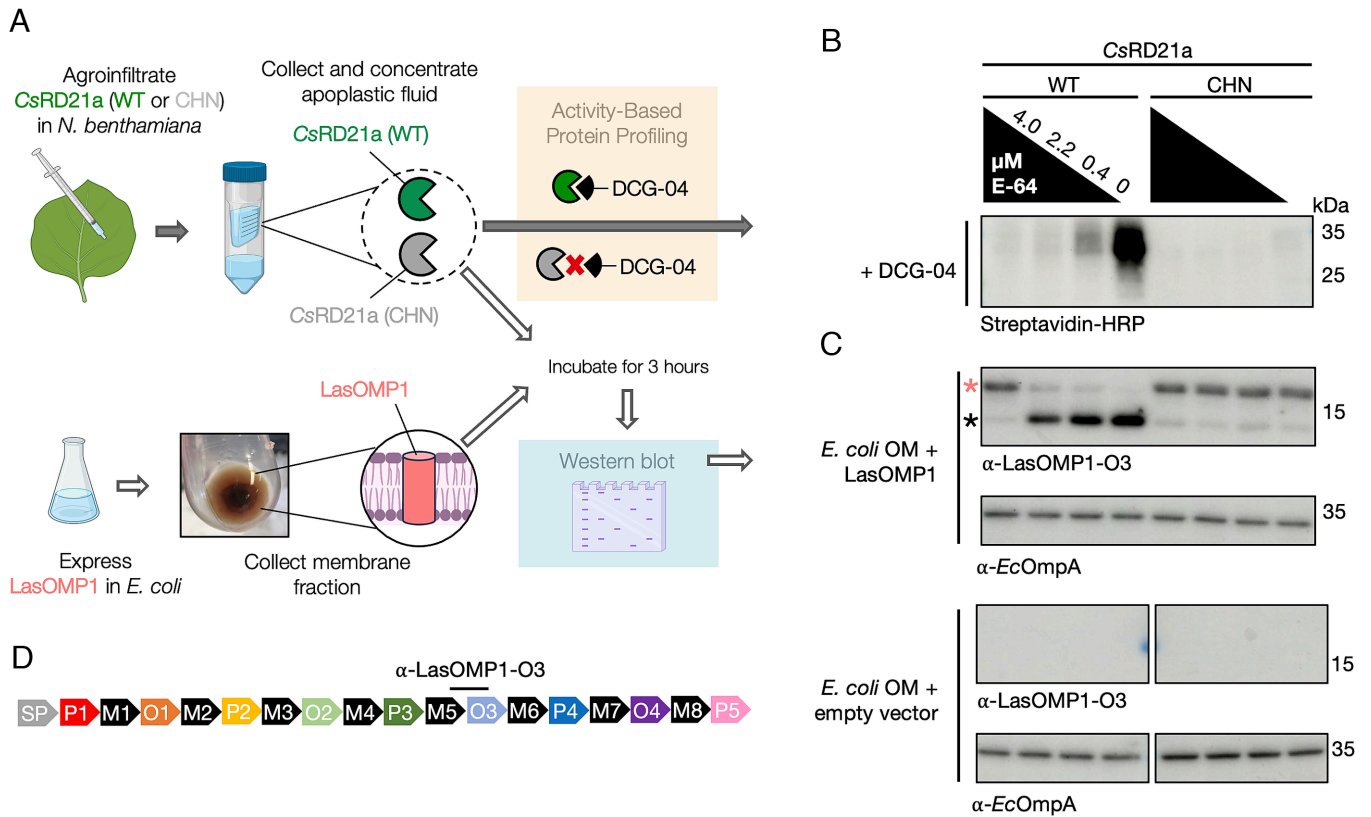 A
Agroinfiltrate
CsRD21a (WT or CHN)
in N. benthamiana
Collect and concentrate
apoplastic fluid
CsRD21a (WT)
CsRD21a (CHN)
Activity-Based
Protein Profiling
DCG-04
DCG-04
Incubate for 3 hours
LasOMP1
Western blot
Express
LasOMP1 in E. coli
Collect membrane
fraction
B
CsRD21a
WT
CHN
4.0
2.2
0.4
0
μM
E-64
kDa
35
25
+ DCG-04
Streptavidin-HRP
C
*
*
15
E. coli OM +
LasOMP1
α-LasOMP1-O3
35
α-EcOmpA
15
E. coli OM +
empty vector
α-LasOMP1-O3
35
α-EcOmpA
D
α-LasOMP1-O3
SP P1 M1 O1 M2 P2 M3 O2 M4 P3 M5 O3 M6 P4 M7 O4 M8 P5